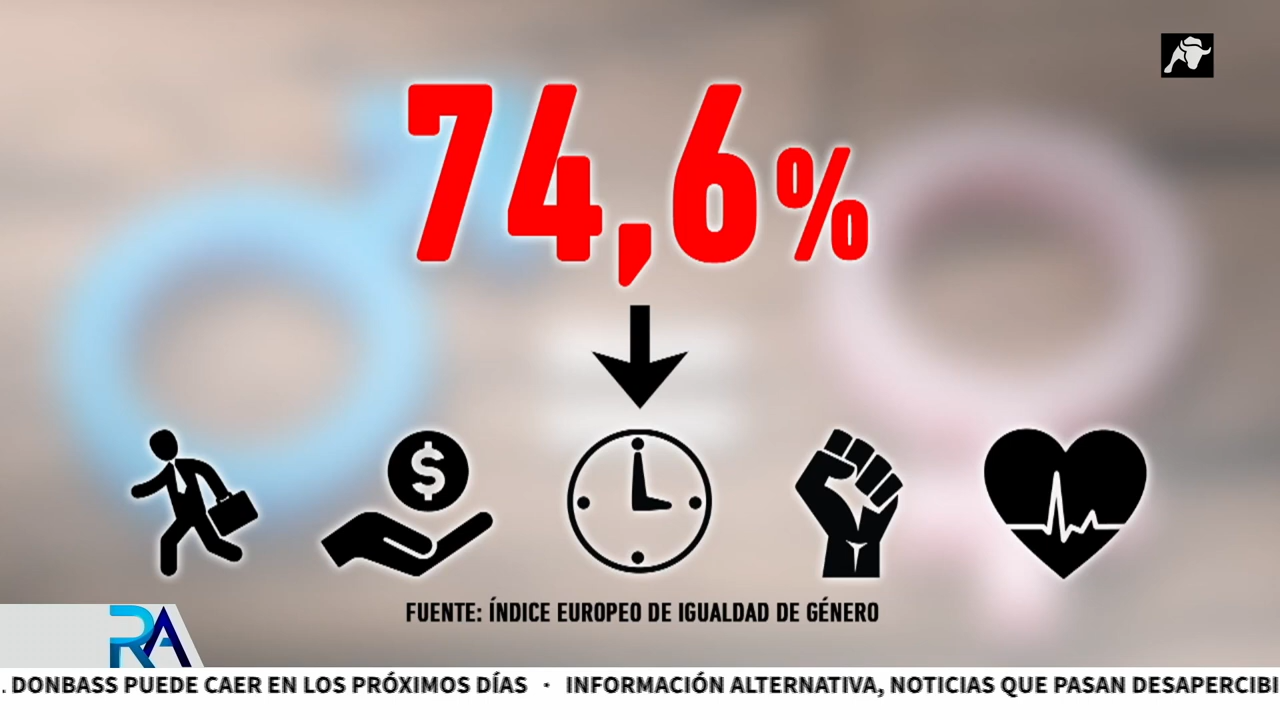 74,6%
$
FUENTE: ÍNDICE EUROPEO DE IGUALDAD DE GÉNERO
RA
. DONBASS PUEDE CAER EN LOS PRÓXIMOS DÍAS · INFORMACIÓN ALTERNATIVA, NOTICIAS QUE PASAN DESAPERCIBI